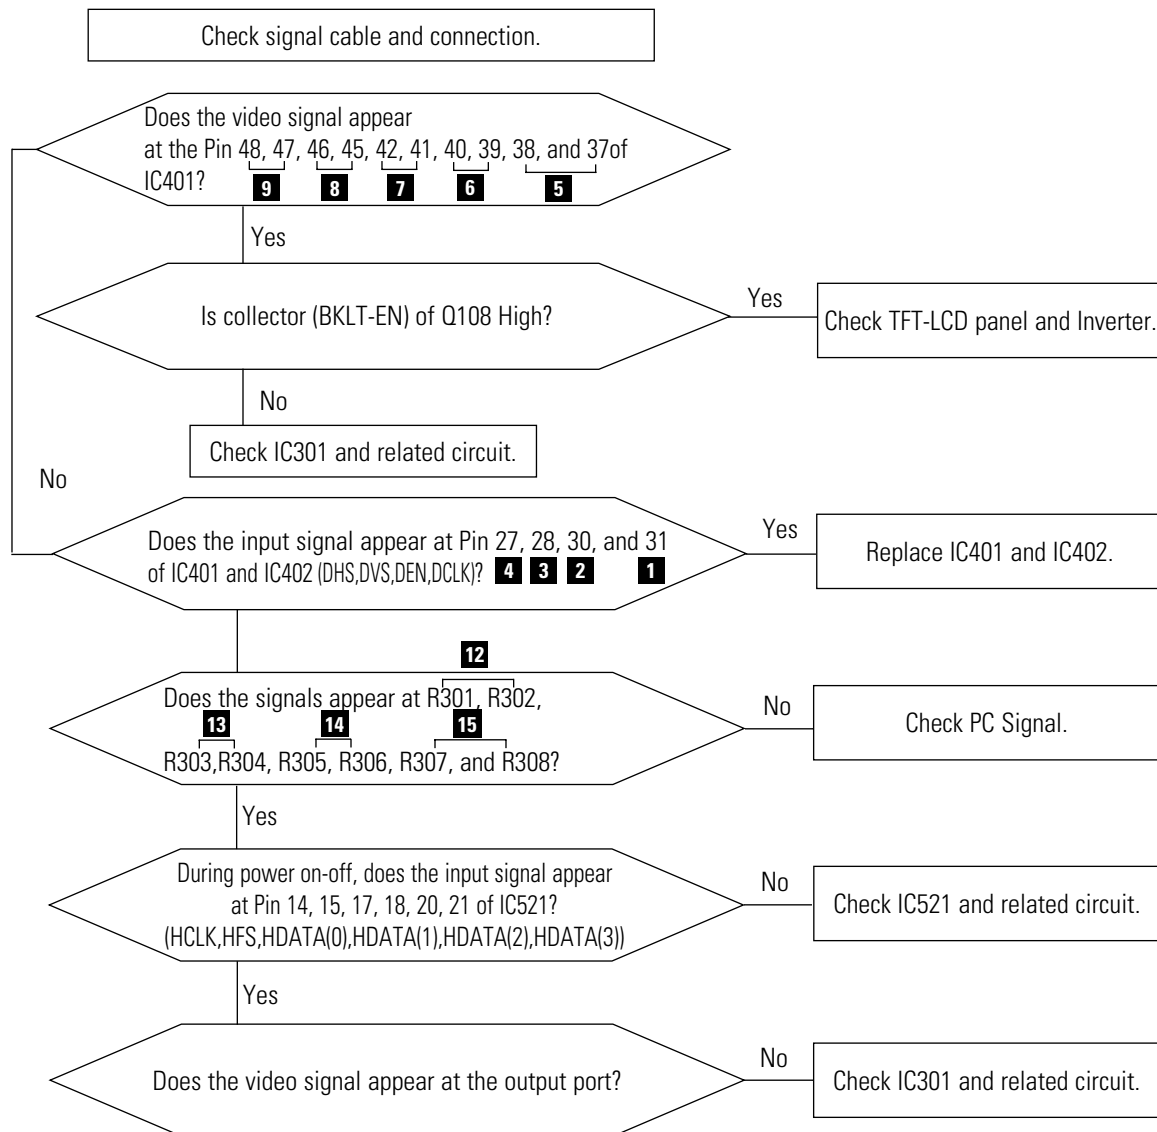 Check signal cable and connection.
Does the video signal appear
at the Pin 48, 47, 46, 45, 42, 41, 40, 39, 38, and 37of
IC401?
9 8 7 6 5
Yes
Is collector (BKLT-EN) of Q108 High?
Yes
Check TFT-LCD panel and Inverter.
No
Check IC301 and related circuit.
No
Does the input signal appear at Pin 27, 28, 30, and 31
of IC401 and IC402 (DHS,DVS,DEN,DCLK)? 4 3 2 1
Yes
Replace IC401 and IC402.
12
Does the signals appear at R301, R302,
13 14 15
R303,R304, R305, R306, R307, and R308?
No
Check PC Signal.
Yes
During power on-off, does the input signal appear
at Pin 14, 15, 17, 18, 20, 21 of IC521?
(HCLK,HFS,HDATA(0),HDATA(1),HDATA(2),HDATA(3))
No
Check IC521 and related circuit.
Yes
Does the video signal appear at the output port?
No
Check IC301 and related circuit.